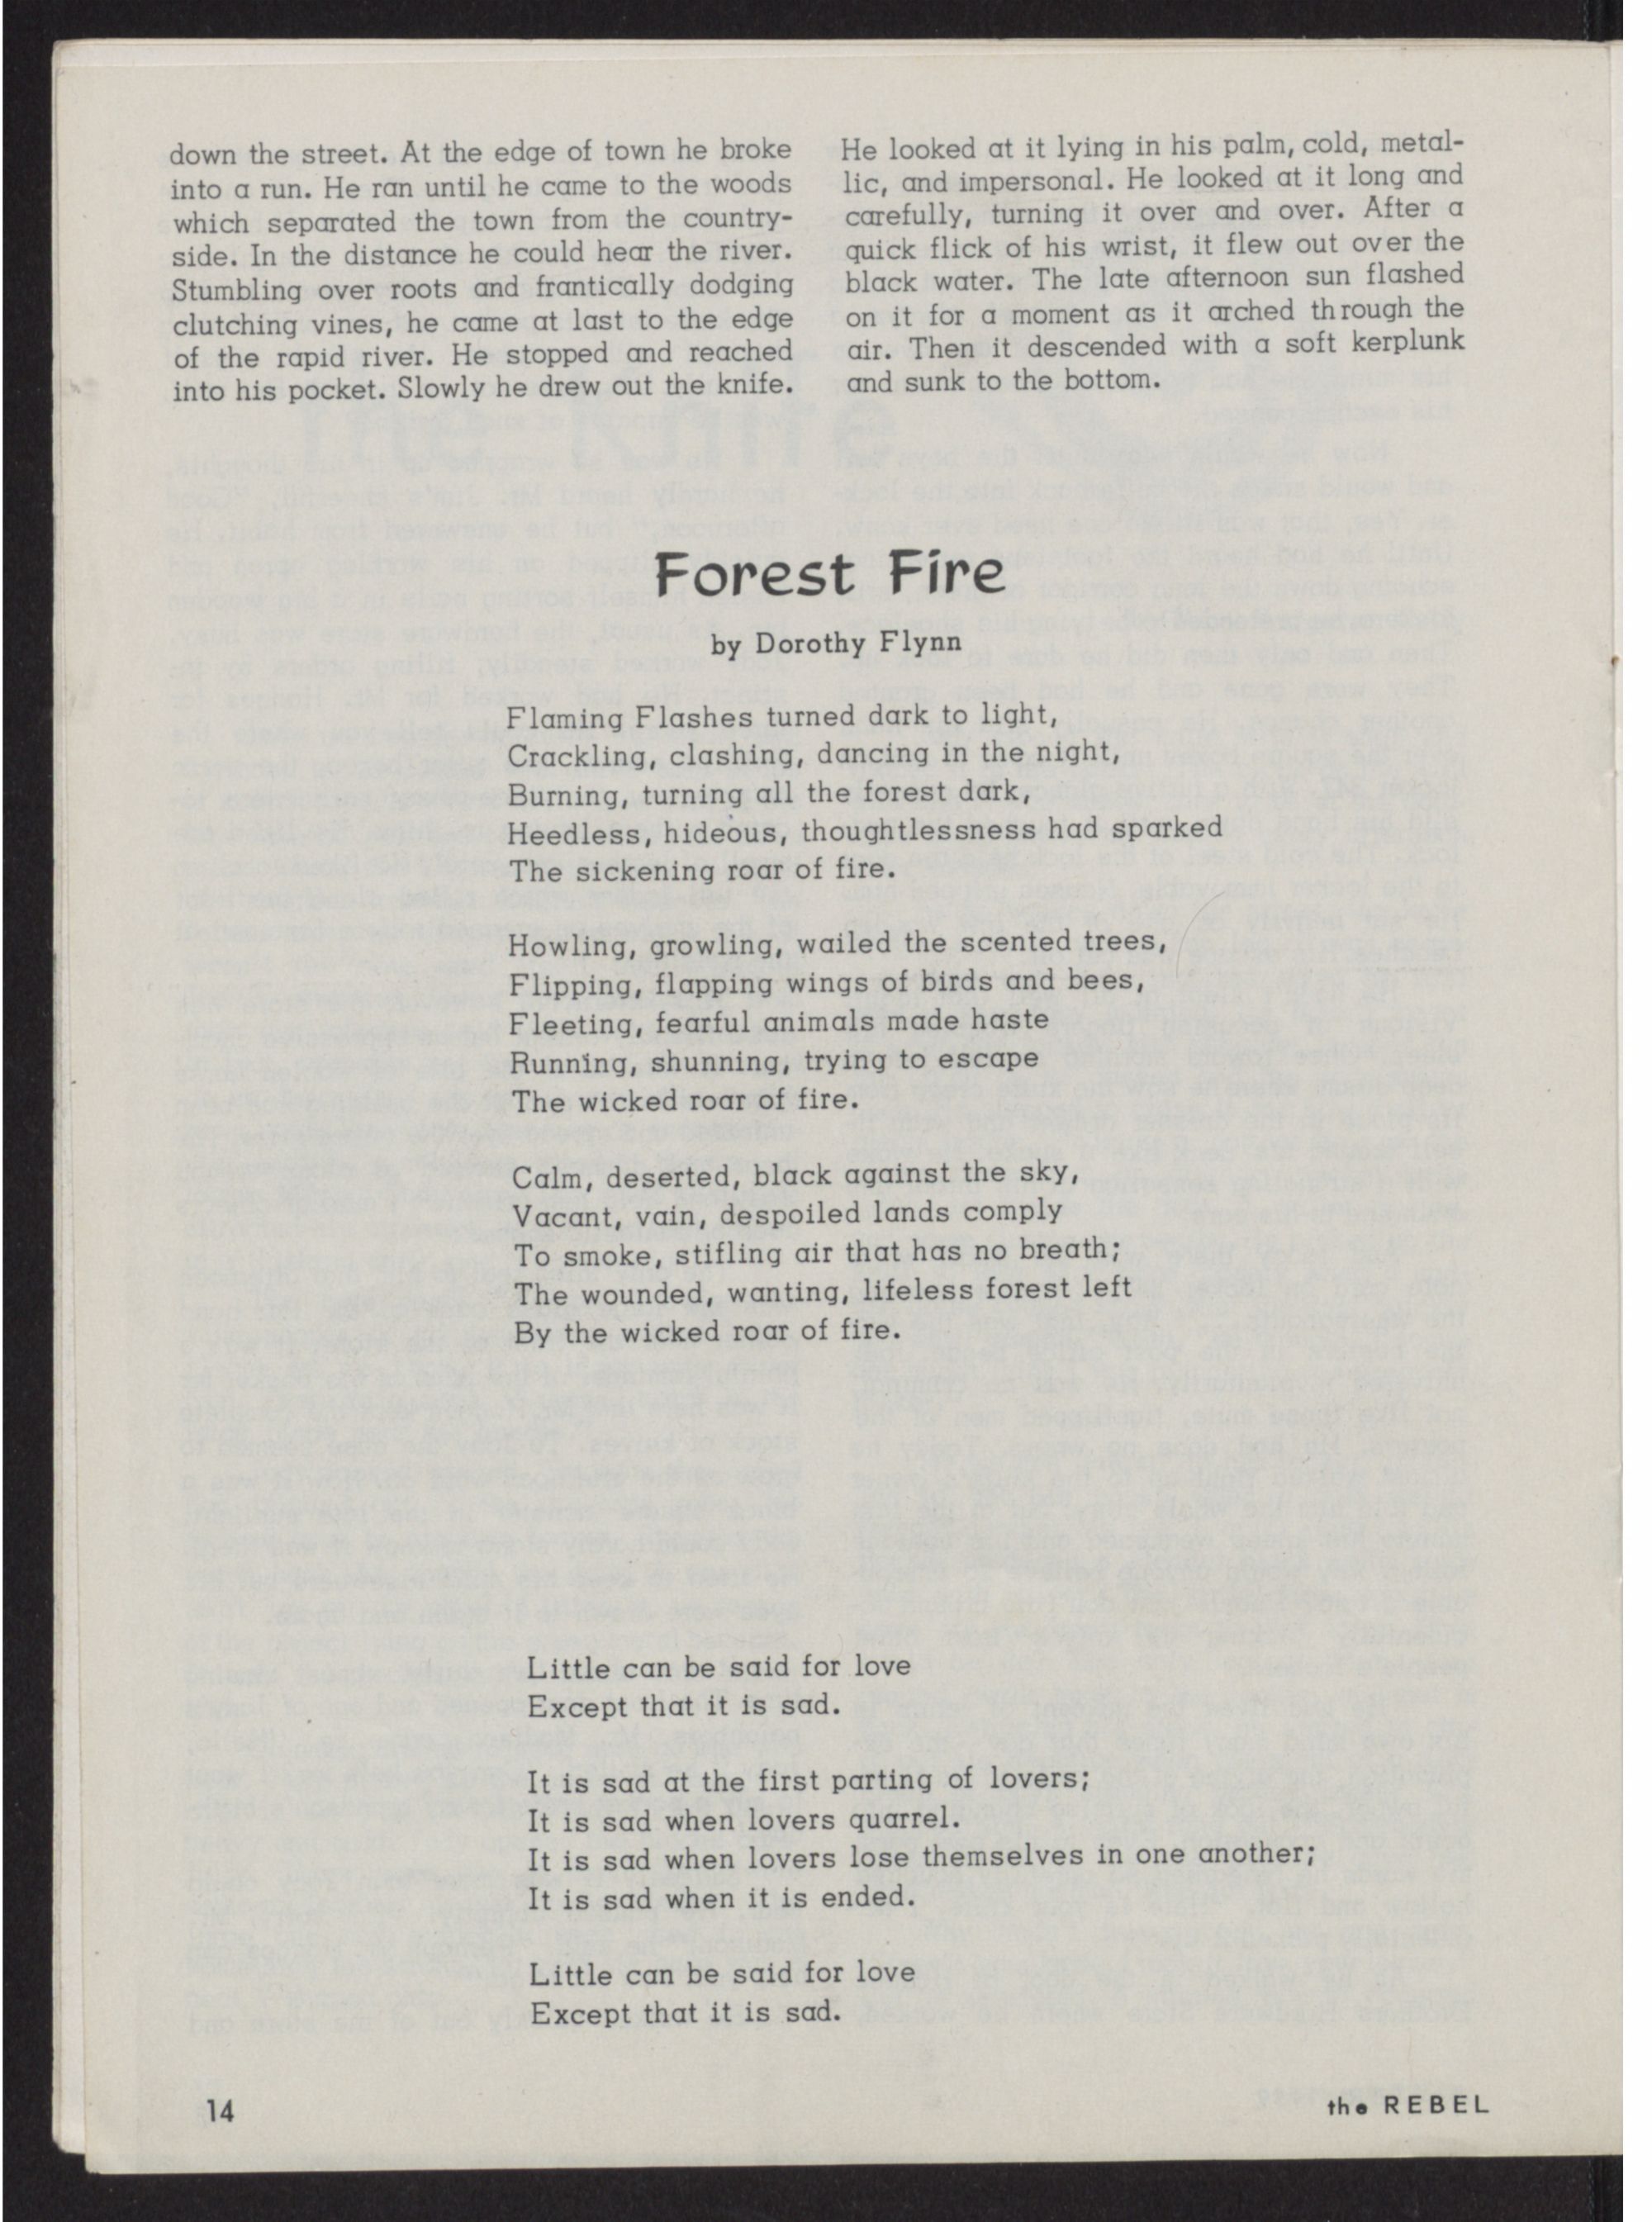 down the street. At the edge of town he broke
into a run. He ran until he came to the woods
which separated the town from the country-
side. In the distance he could hear the river.
Stumbling over roots and frantically dodging
clutching vines, he came at last to the edge
of the rapid river. He stopped and reached
into his pocket. Slowly he drew out the knife.
He looked at it lying in his palm, cold, metal-
lic, and impersonal. He looked at it long and
carefully, turning it over and over. After a
quick flick of his wrist, it flew out over the
black water. The late afternoon sun flashed
on it for a moment as it arched through the
air. Then it descended with a soft kerplunk
and sunk to the bottom.
Forest Fire
by Dorothy Flynn
Flaming Flashes turned dark to light,
Crackling, clashing, dancing in the night,
Burning, turning all the forest dark,
Heedless, hideous, thoughtlessness had sparked
The sickening roar of fire.
Howling, growling, wailed the scented trees,
Flipping, flapping wings of birds and bees,
Fleeting, fearful animals made haste
Running, shunning, trying to escape
The wicked roar of fire.
Calm, deserted, black against the sky,
Vacant, vain, despoiled lands comply
To smoke, stifling air that has no breath;
The wounded, wanting, lifeless forest left
By the wicked roar of fire.
Little can be said for love
Except that it is sad.
It is sad at the first parting of lovers;
It is sad when lovers quarrel.
It is sad when lovers lose themselves in one another;
It is sad when it is ended.
Little can be said for love
Except that it is sad.
14
the REBEL